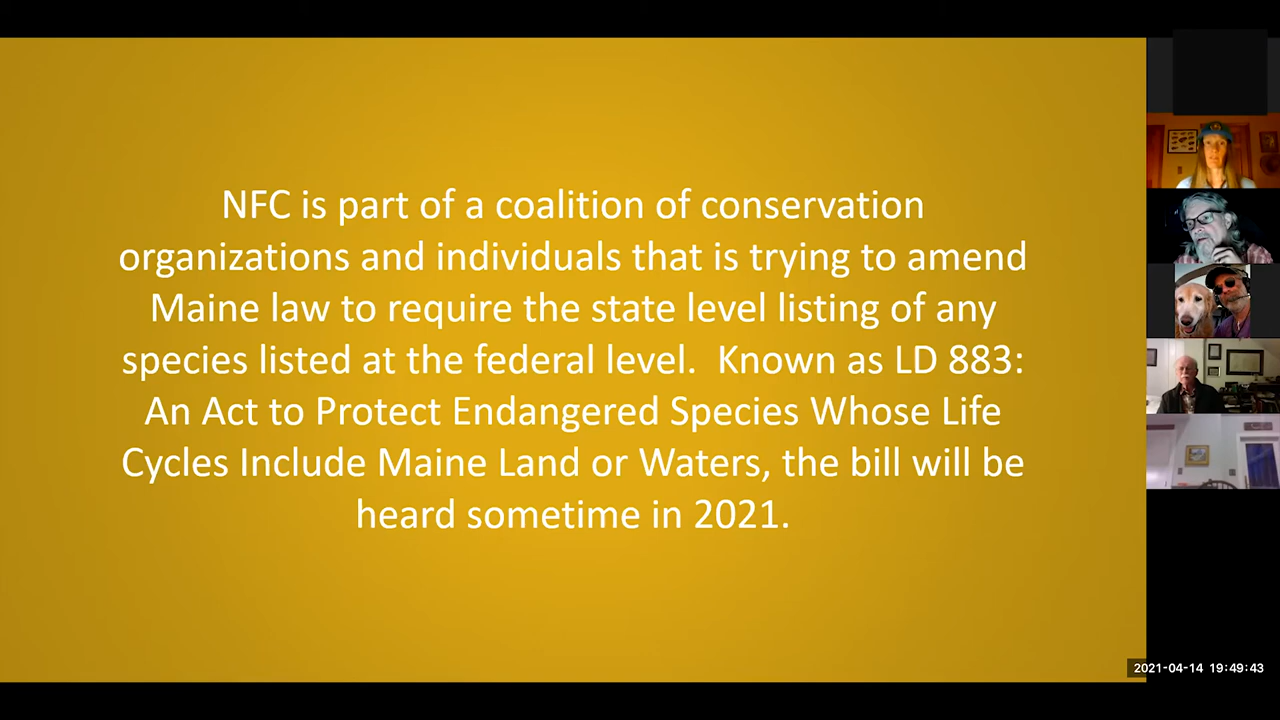 NFC is part of a coalition of conservation
organizations and individuals that is trying to amend
Maine law to require the state level listing of any
species listed at the federal level.  Known as LD 883:
An Act to Protect Endangered Species Whose Life
Cycles Include Maine Land or Waters, the bill will be
heard sometime in 2021.
2021-04-14 19:49:43